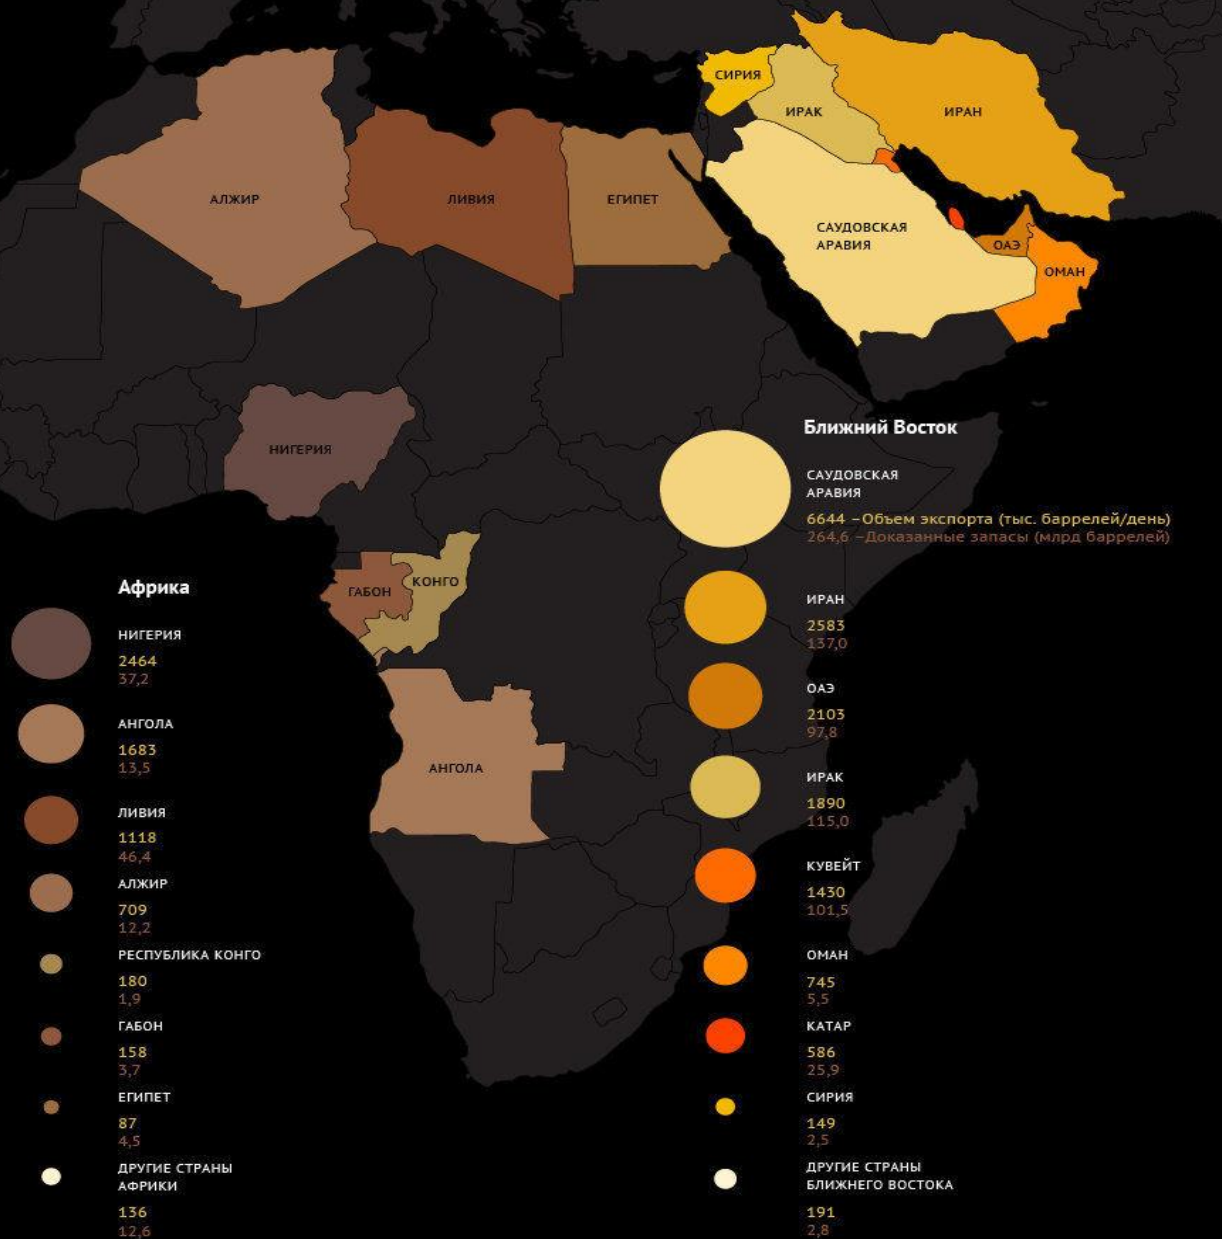 СИРИЯ
ИРАК
ИРАН
АЛЖИР
ЛИВИЯ
ЕГИПЕТ
САУДОВСКАЯ
АРАВИЯ
ОАЭ
ОМАН
НИГЕРИЯ
ГАБОН
КОНГО
АНГОЛА
Африка
НИГЕРИЯ
2464
37,2
АНГОЛА
1683
13,5
ЛИВИЯ
1118
46,4
АЛЖИР
709
12,2
РЕСПУБЛИКА КОНГО
180
1,9
ГАБОН
158
3,7
ЕГИПЕТ
87
4,5
ДРУГИЕ СТРАНЫ
АФРИКИ
136
12,6
Ближний Восток
САУДОВСКАЯ
АРАВИЯ
6644 –Объем экспорта (тыс. баррелей/день)
264,6 –Доказанные запасы (млрд баррелей)
ИРАН
2583
137,0
ОАЭ
2103
97,8
ИРАК
1890
115,0
КУВЕЙТ
1430
101,5
ОМАН
745
5,5
КАТАР
586
25,9
СИРИЯ
149
2,5
ДРУГИЕ СТРАНЫ
БЛИЖНЕГО ВОСТОКА
191
2,8